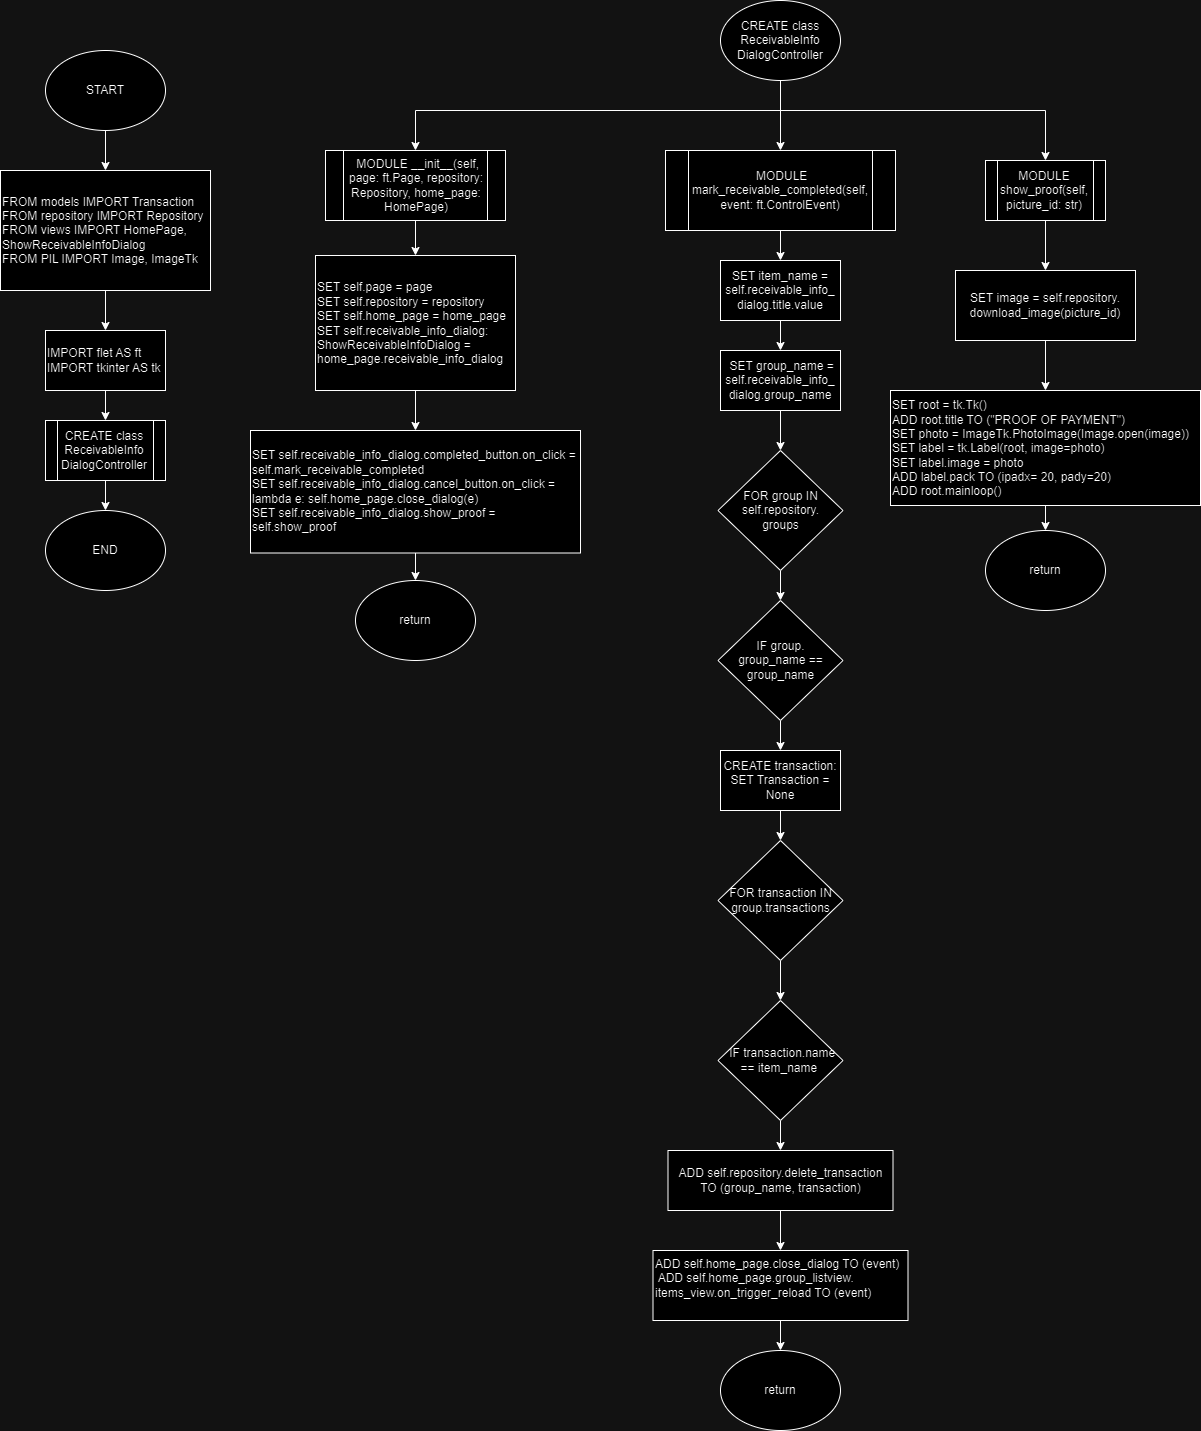 START
FROM models IMPORT Transaction
FROM repository IMPORT Repository
FROM views IMPORT HomePage,
ShowReceivableInfoDialog
FROM PIL IMPORT Image, ImageTk
IMPORT flet AS ft
IMPORT tkinter AS tk
CREATE class
ReceivableInfo
DialogController
END
CREATE class
ReceivableInfo
DialogController
MODULE __init__(self,
page: ft.Page, repository:
Repository, home_page:
HomePage)
SET self.page = page
SET self.repository = repository
SET self.home_page = home_page
SET self.receivable_info_dialog:
ShowReceivableInfoDialog =
home_page.receivable_info_dialog
SET self.receivable_info_dialog.completed_button.on_click =
self.mark_receivable_completed
SET self.receivable_info_dialog.cancel_button.on_click =
lambda e: self.home_page.close_dialog(e)
SET self.receivable_info_dialog.show_proof =
self.show_proof
return
MODULE
mark_receivable_completed(self,
event: ft.ControlEvent)
SET item_name =
self.receivable_info_
dialog.title.value
SET group_name =
self.receivable_info_
dialog.group_name
FOR group IN
self.repository.
groups
IF group.
group_name ==
group_name
CREATE transaction:
SET Transaction =
None
FOR transaction IN
group.transactions
IF transaction.name
== item_name
ADD self.repository.delete_transaction
TO (group_name, transaction)
ADD self.home_page.close_dialog TO (event)
ADD self.home_page.group_listview.
items_view.on_trigger_reload TO (event)
return
MODULE
show_proof(self,
picture_id: str)
SET image = self.repository.
download_image(picture_id)
SET root = tk.Tk()
ADD root.title TO ("PROOF OF PAYMENT")
SET photo = ImageTk.PhotoImage(Image.open(image))
SET label = tk.Label(root, image=photo)
SET label.image = photo
ADD label.pack TO (ipadx= 20, pady=20)
ADD root.mainloop()
return